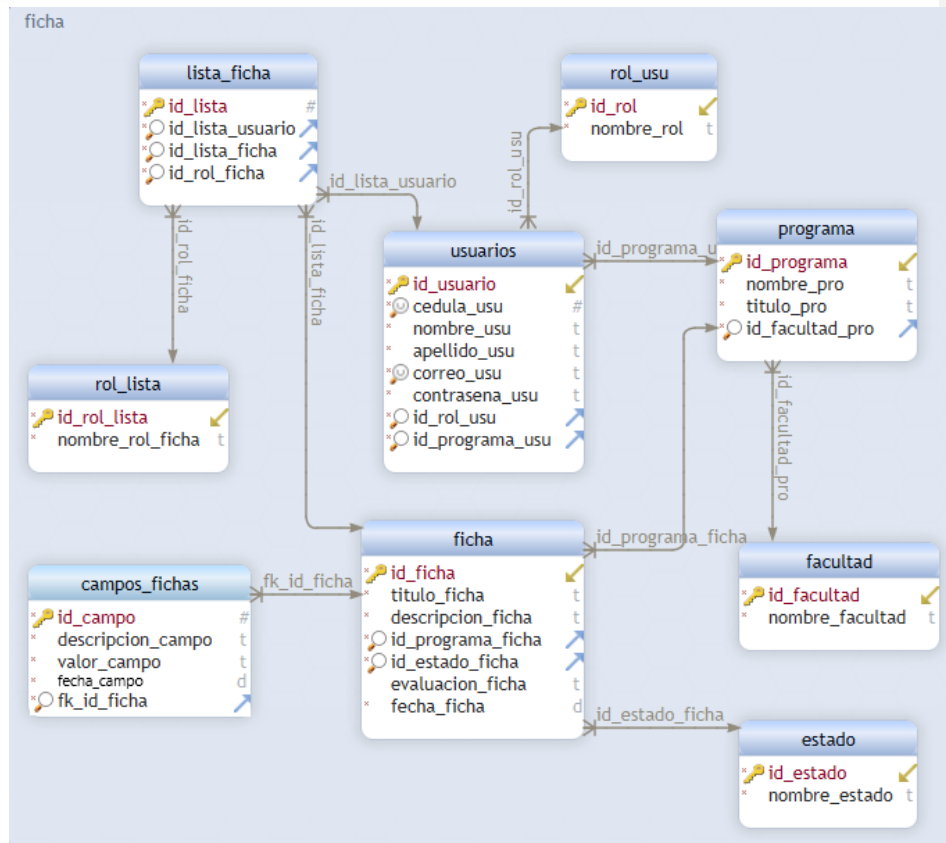 ficha
lista_ficha
id_lista #
id_lista_usuario
id_lista_ficha
id_rol_ficha
rol_usu
id_rol
nombre_rol t
id_rol_usu
id_lista_usuario
id_rol_ficha
id_lista_ficha
usuarios
id_usuario
cedula_usu #
nombre_usu t
apellido_usu t
correo_usu t
contrasena_usu t
id_rol_usu
id_programa_usu
id_programa_u
programa
id_programa
nombre_pro t
titulo_pro t
id_facultad_pro
id_facultad_pro
rol_lista
id_rol_lista
nombre_rol_ficha t
ficha
id_ficha
titulo_ficha t
descripcion_ficha t
id_programa_ficha
id_estado_ficha
evaluacion_ficha t
fecha_ficha d
id_programa_ficha
campos_fichas
id_campo #
descripcion_campo t
valor_campo t
fecha_campo d
fk_id_ficha
fk_id_ficha
facultad
id_facultad
nombre_facultad t
id_estado_ficha
estado
id_estado
nombre_estado t